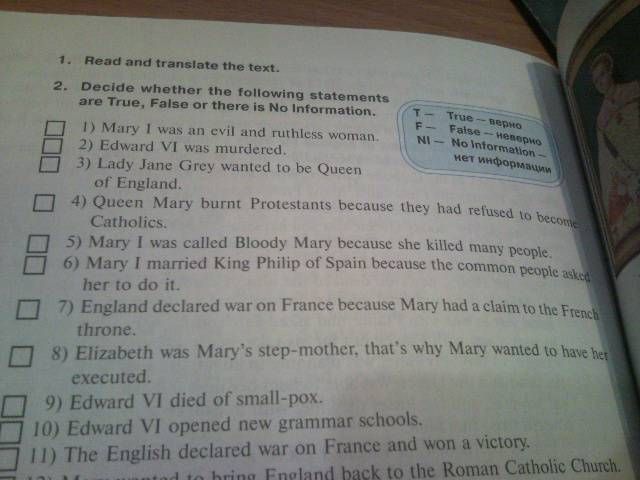 1. Read and translate the text.
2. Decide whether the following statements
are True, False or there is No Information.
T — True — верно
F — False — неверно
NI — No Information —
нет информации
1) Mary I was an evil and ruthless woman.
2) Edward VI was murdered.
3) Lady Jane Grey wanted to be Queen
of England.
4) Queen Mary burnt Protestants because they had refused to become
Catholics.
5) Mary I was called Bloody Mary because she killed many people.
6) Mary I married King Philip of Spain because the common people asked
her to do it.
7) England declared war on France because Mary had a claim to the French
throne.
8) Elizabeth was Mary's step-mother, that's why Mary wanted to have her
executed.
9) Edward VI died of small-pox.
10) Edward VI opened new grammar schools.
11) The English declared war on France and won a victory.
12) Mary wanted to bring England back to the Roman Catholic Church.